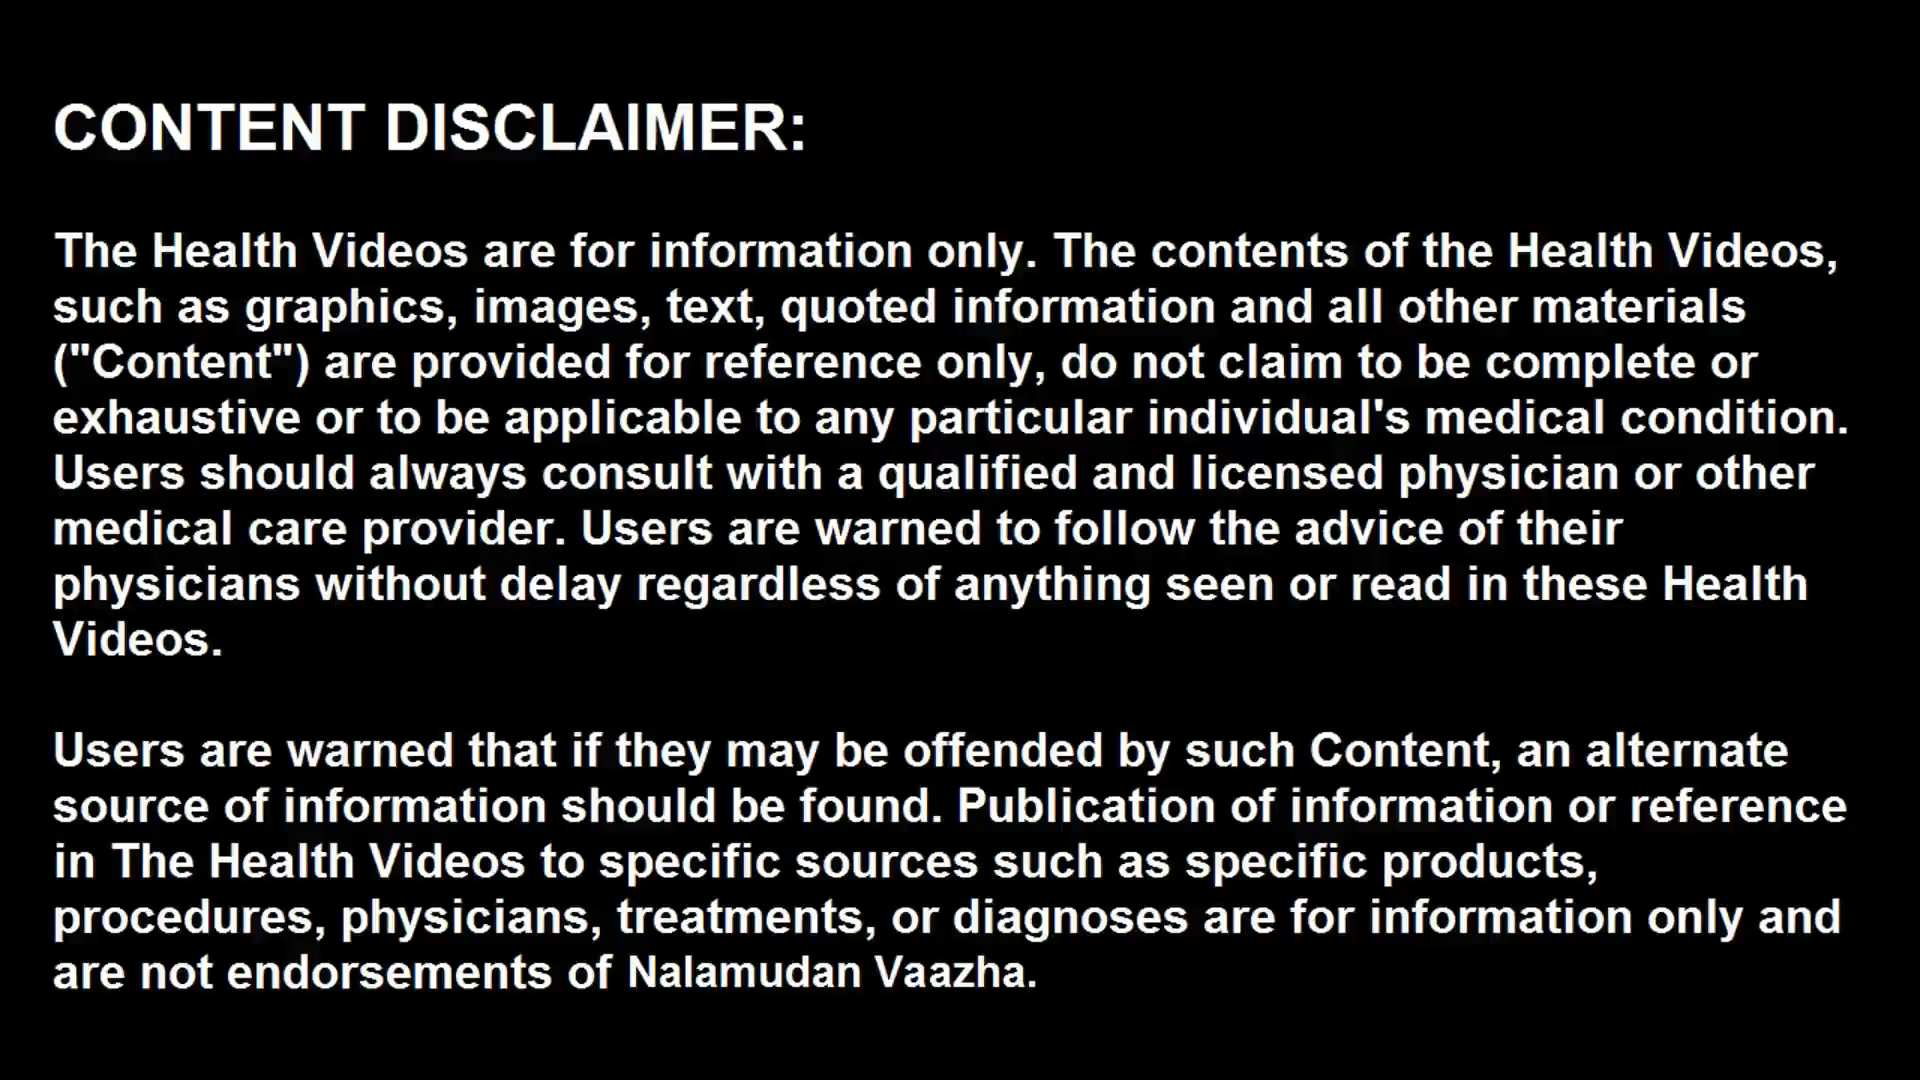 CONTENT DISCLAIMER:
The Health Videos are for information only. The contents of the Health Videos,
such as graphics, images, text, quoted information and all other materials
("Content") are provided for reference only, do not claim to be complete or
exhaustive or to be applicable to any particular individual's medical condition.
Users should always consult with a qualified and licensed physician or other
medical care provider. Users are warned to follow the advice of their
physicians without delay regardless of anything seen or read in these Health
Videos.
Users are warned that if they may be offended by such Content, an alternate
source of information should be found. Publication of information or reference
in The Health Videos to specific sources such as specific products,
procedures, physicians, treatments, or diagnoses are for information only and
are not endorsements of Nalamudan Vaazha.